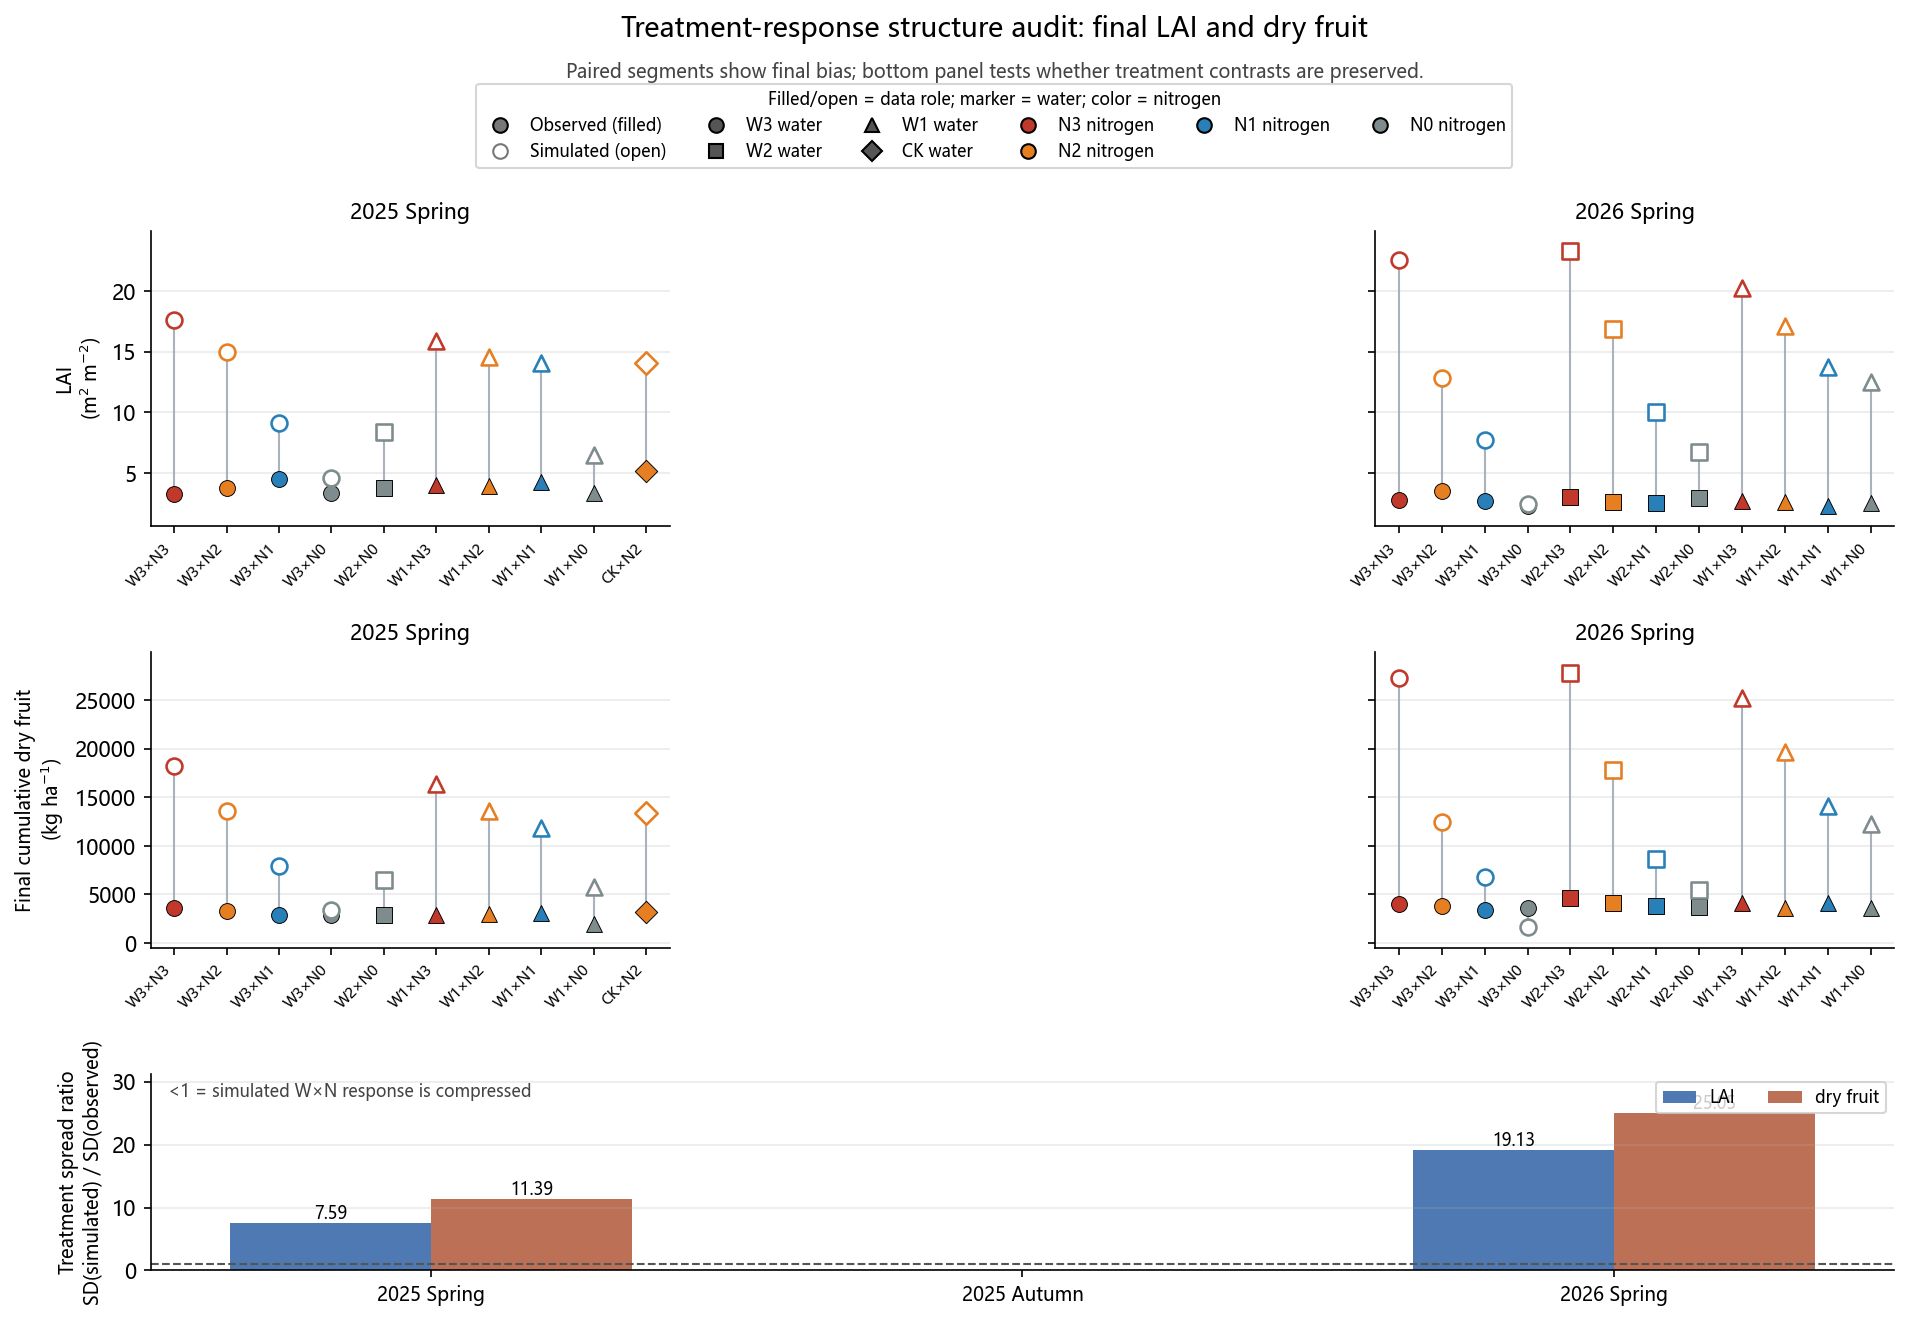 Treatment-response structure audit: final LAI and dry fruit
Paired segments show final bias; bottom panel tests whether treatment contrasts are preserved.
Filled/open = data role; marker = water; color = nitrogen
Observed (filled) W3 water W1 water N3 nitrogen N1 nitrogen N0 nitrogen
Simulated (open) W2 water CK water N2 nitrogen
2025 Spring
2026 Spring
LAI
(m² m⁻²)
20
15
10
5
W3×N3 W3×N2 W3×N1 W3×N0 W2×N0 W1×N3 W1×N2 W1×N1 W1×N0 CK×N2
W3×N3 W3×N2 W3×N1 W3×N0 W2×N3 W2×N2 W2×N1 W2×N0 W1×N3 W1×N2 W1×N1 W1×N0
2025 Spring
2026 Spring
Final cumulative dry fruit
(kg ha⁻¹)
25000
20000
15000
10000
5000
0
W3×N3 W3×N2 W3×N1 W3×N0 W2×N0 W1×N3 W1×N2 W1×N1 W1×N0 CK×N2
W3×N3 W3×N2 W3×N1 W3×N0 W2×N3 W2×N2 W2×N1 W2×N0 W1×N3 W1×N2 W1×N1 W1×N0
Treatment spread ratio
SD(simulated) / SD(observed)
30
20
10
0
<1 = simulated W×N response is compressed
LAI dry fruit
7.59
11.39
19.13
2025 Spring
2025 Autumn
2026 Spring